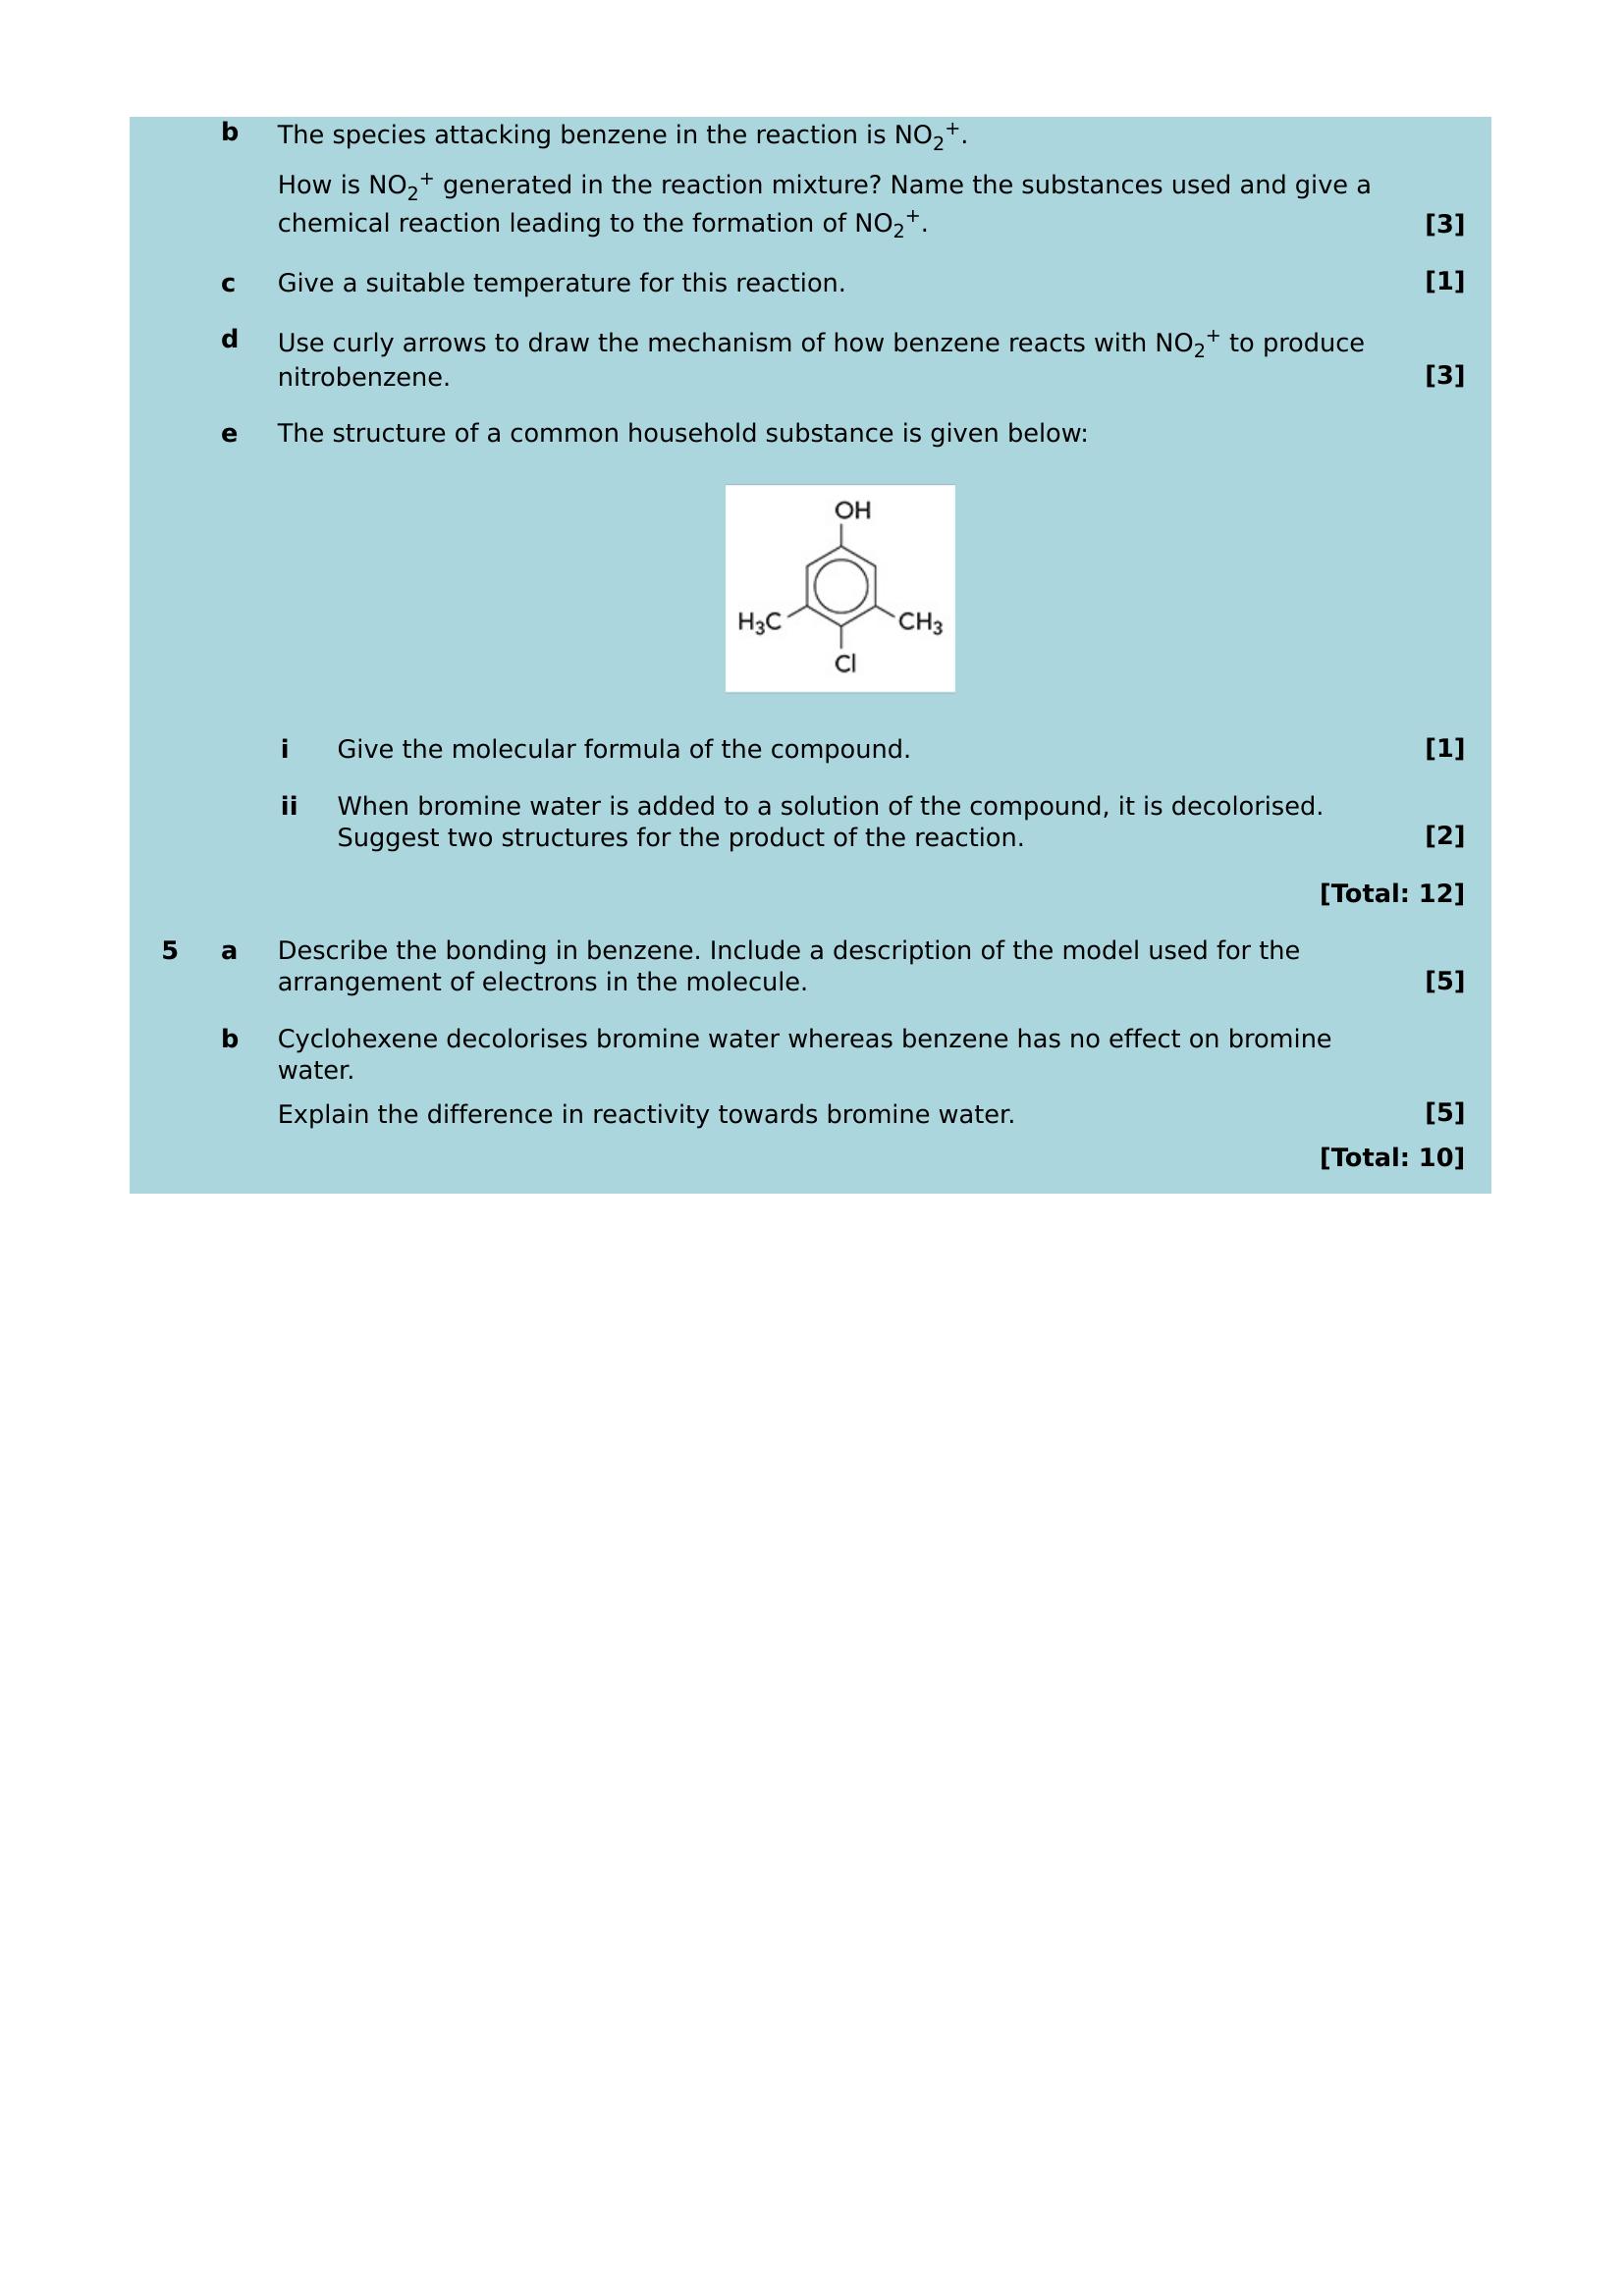 b The species attacking benzene in the reaction is NO₂⁺.
How is NO₂⁺ generated in the reaction mixture? Name the substances used and give a
chemical reaction leading to the formation of NO₂⁺. [3]
c Give a suitable temperature for this reaction. [1]
d Use curly arrows to draw the mechanism of how benzene reacts with NO₂⁺ to produce
nitrobenzene. [3]
e The structure of a common household substance is given below:
OH
H₃C CH₃
Cl
i Give the molecular formula of the compound. [1]
ii When bromine water is added to a solution of the compound, it is decolorised.
Suggest two structures for the product of the reaction. [2]
[Total: 12]
5 a Describe the bonding in benzene. Include a description of the model used for the
arrangement of electrons in the molecule. [5]
b Cyclohexene decolorises bromine water whereas benzene has no effect on bromine
water.
Explain the difference in reactivity towards bromine water. [5]
[Total: 10]